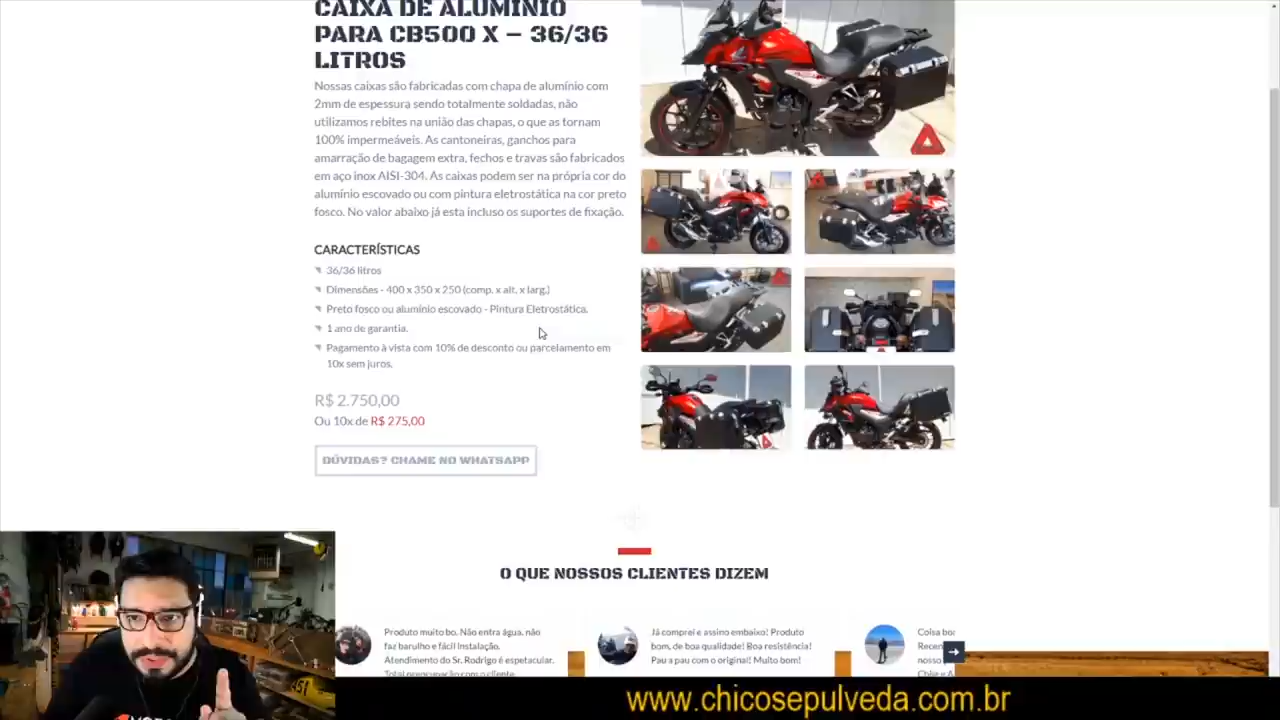 CAIXA DE ALUMÍNIO
PARA CB500 X – 36/36
LITROS
Nossas caixas são fabricadas com chapa de alumínio com
2mm de espessura sendo totalmente soldadas, não
utilizamos rebites na união das chapas, o que as tornam
100% impermeáveis. As cantoneiras, ganchos para
amarração de bagagem extra, fechos e travas são fabricados
em aço inox AISI-304. As caixas podem ser na própria cor do
alumínio escovado ou com pintura eletrostática na cor preto
fosco. No valor abaixo já esta incluso os suportes de fixação.
CARACTERÍSTICAS
36/36 litros
Dimensões - 400 x 350 x 250 (comp. x alt. x larg.)
Preto fosco ou alumínio escovado - Pintura Eletrostática.
1 ano de garantia.
Pagamento à vista com 10% de desconto ou parcelamento em
10x sem juros.
R$ 2.750,00
Ou 10x de R$ 275,00
DÚVIDAS? CHAME NO WHATSAPP
O QUE NOSSOS CLIENTES DIZEM
Produto muito bo. Não entra água, não
faz barulho e fácil instalação.
Atendimento do Sr. Rodrigo é espetacular.
Total preocupação com o cliente
Já comprei e assino embaixo! Produto
bom, de boa qualidade! Boa resistência!
Pau a pau com o original! Muito bom!
Coisa
nosso
www.chicosepulveda.com.br